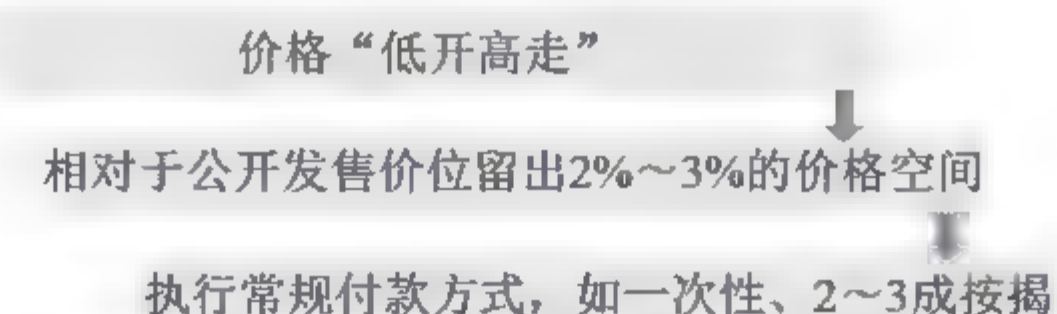 价格“低开高走”
相对于公开发售价位留出2%～3%的价格空间
执行常规付款方式，如一次性、2～3成按揭